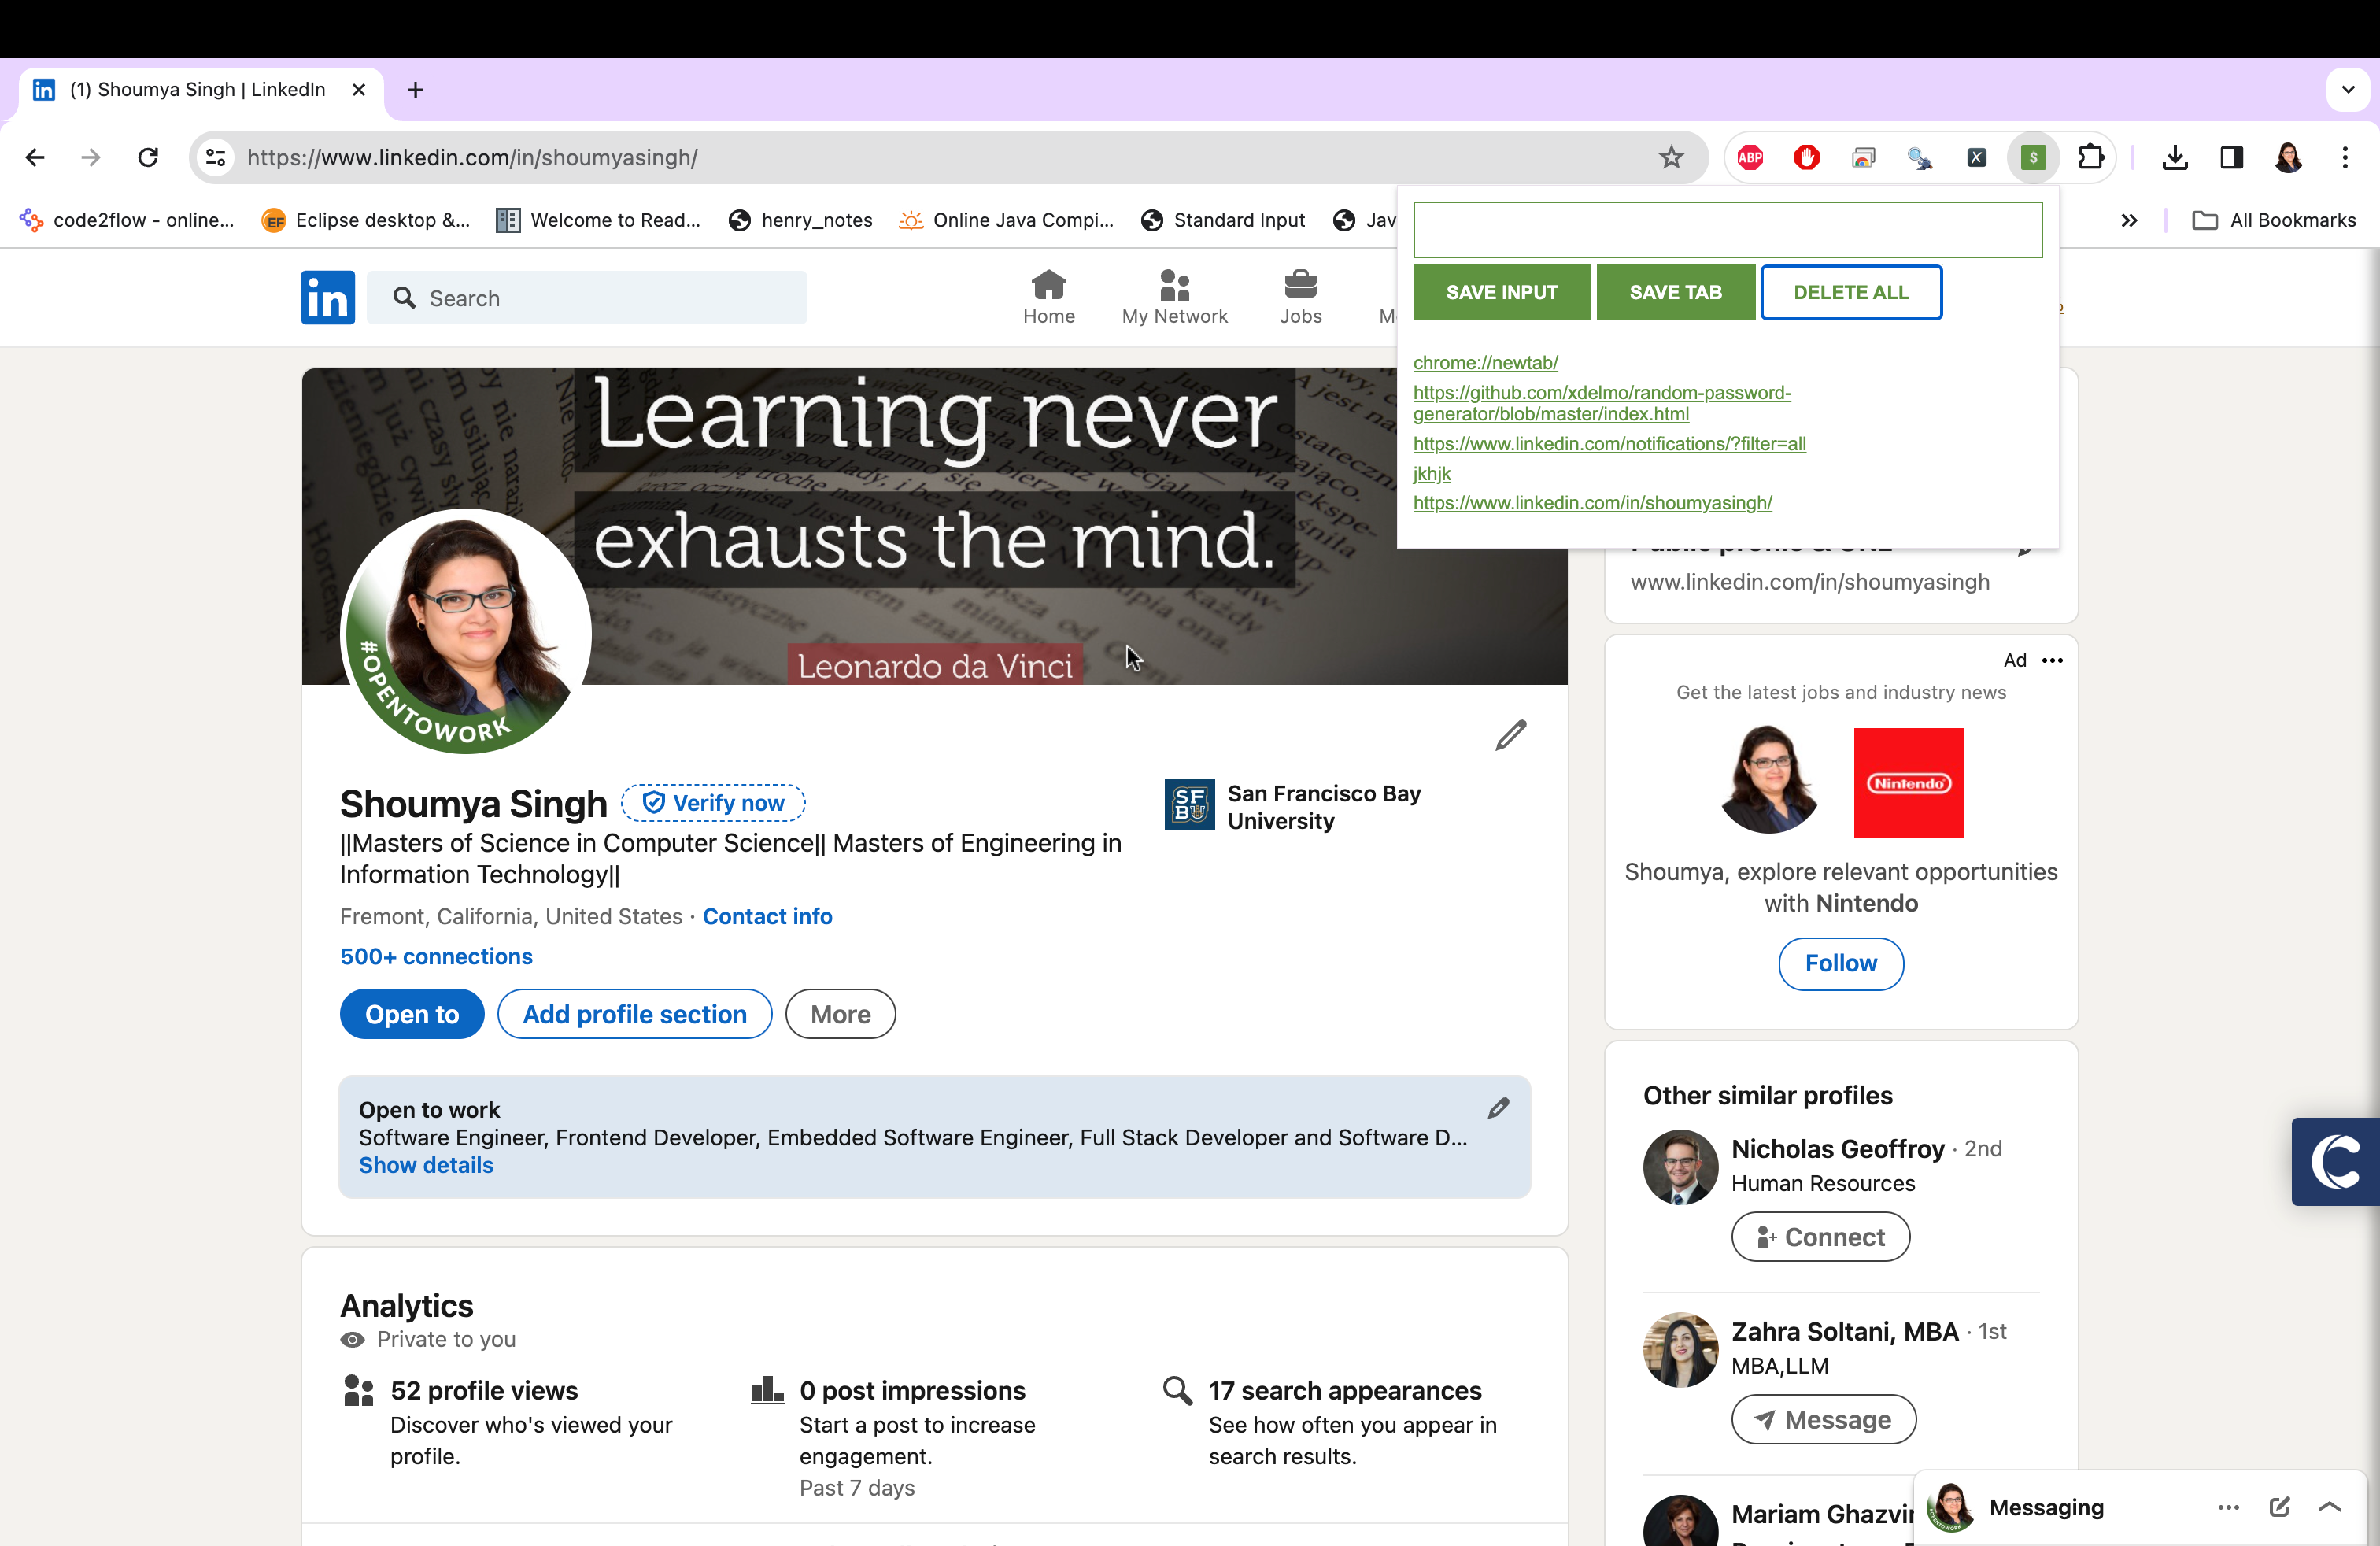 (1) Shoumya Singh | LinkedIn
https://www.linkedin.com/in/shoumyasingh/
ABP
X
$
code2flow - online...
EF
Eclipse desktop &...
Welcome to Read...
henry_notes
Online Java Compi...
Standard Input
Jav
All Bookmarks
SAVE INPUT
SAVE TAB
DELETE ALL
chrome://newtab/
https://github.com/xdelmo/random-password-
generator/blob/master/index.html
https://www.linkedin.com/notifications/?filter=all
jkhjk
https://www.linkedin.com/in/shoumyasingh/
in
Search
Home
My Network
Jobs
M
Learning never
exhausts the mind.
Leonardo da Vinci
#OPENTOWORK
www.linkedin.com/in/shoumyasingh
Shoumya Singh
Verify now
||Masters of Science in Computer Science|| Masters of Engineering in
Information Technology||
Fremont, California, United States · Contact info
500+ connections
Open to
Add profile section
More
SF
BU
San Francisco Bay
University
Open to work
Software Engineer, Frontend Developer, Embedded Software Engineer, Full Stack Developer and Software D...
Show details
Analytics
Private to you
52 profile views
Discover who's viewed your
profile.
0 post impressions
Start a post to increase
engagement.
Past 7 days
17 search appearances
See how often you appear in
search results.
Ad
Get the latest jobs and industry news
Nintendo
Shoumya, explore relevant opportunities
with Nintendo
Follow
Other similar profiles
Nicholas Geoffroy · 2nd
Human Resources
Connect
Zahra Soltani, MBA · 1st
MBA,LLM
Message
Mariam Ghazvi
Messaging